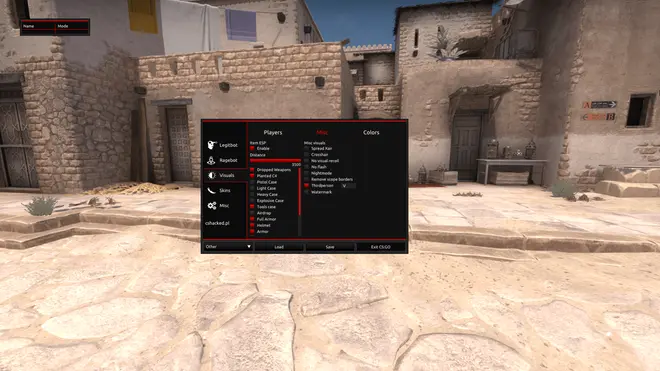 Name Mode
Players Misc Colors
Legitbot
Ragebot
Visuals
Skins
Misc
cshacked.pl
Item ESP
Enable
Distance
3500
Dropped Weapons
Planted C4
Pistol Case
Light Case
Heavy Case
Explosive Case
Tools case
Airdrop
Full Armor
Helmet
Armor
Misc visuals
Spread Xair
Crosshair
No visual recoil
No flash
Nightmode
Remove scope borders
Thirdperson V
Watermark
Other Load Save Exit CS:GO
A